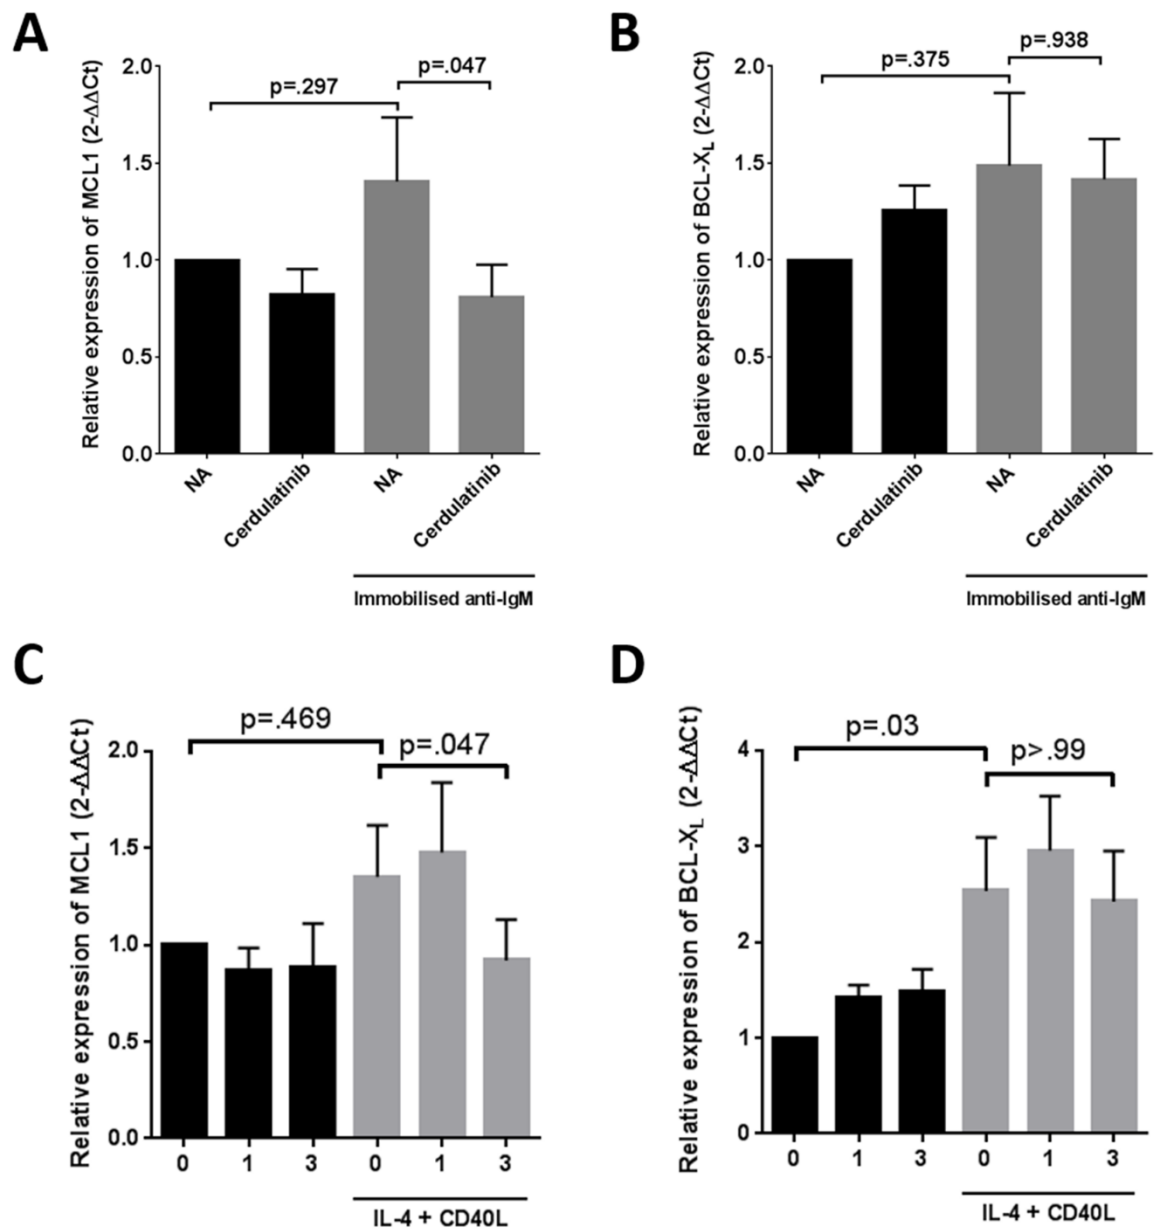 A
Relative expression of MCL1 (2-ΔΔCt)
2.0
1.5
1.0
0.5
0.0
p=.297
p=.047
NA
Cerdulatinib
NA
Cerdulatinib
Immobilised anti-IgM
B
Relative expression of BCL-XL (2-ΔΔCt)
2.0
1.5
1.0
0.5
0.0
p=.375
p=.938
NA
Cerdulatinib
NA
Cerdulatinib
Immobilised anti-IgM
C
Relative expression of MCL1 (2-ΔΔCt)
2.0
1.5
1.0
0.5
0.0
p=.469
p=.047
0 1 3 0 1 3
IL-4 + CD40L
D
Relative expression of BCL-XL (2-ΔΔCt)
4
3
2
1
0
p=.03
p>.99
0 1 3 0 1 3
IL-4 + CD40L